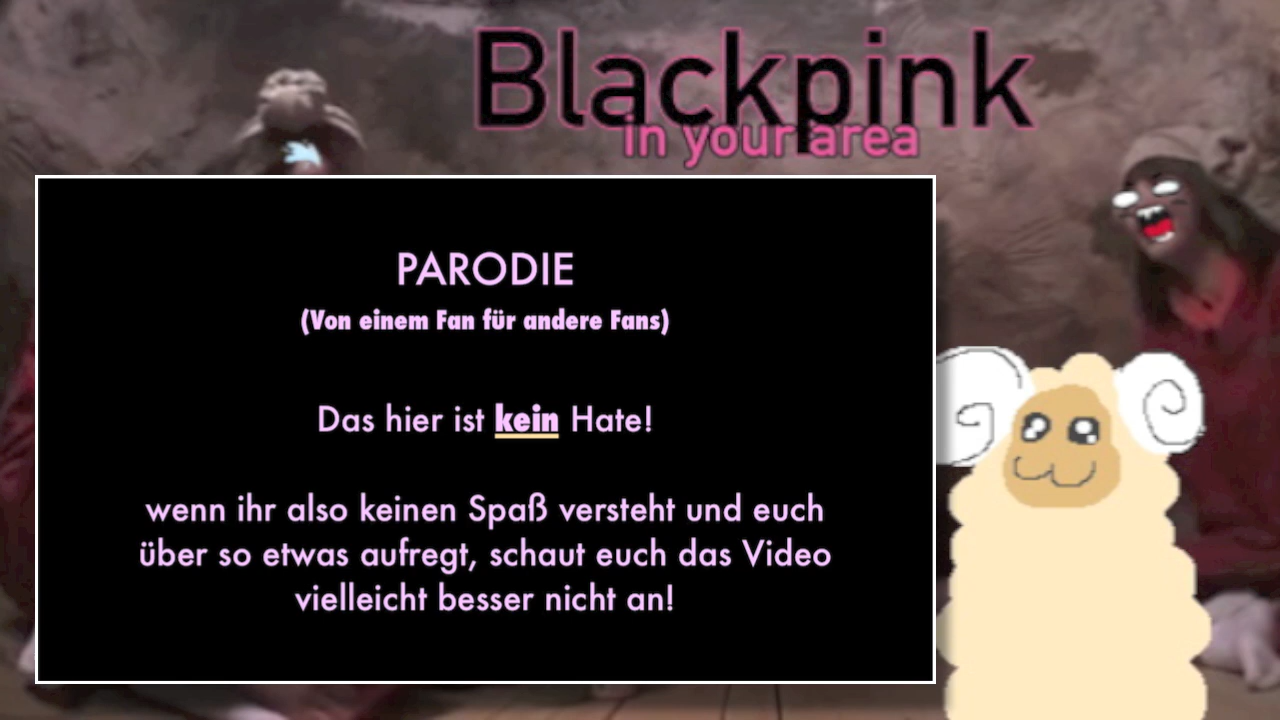 Blackpink
in your area
PARODIE
(Von einem Fan für andere Fans)
Das hier ist kein Hate!
wenn ihr also keinen Spaß versteht und euch
über so etwas aufregt, schaut euch das Video
vielleicht besser nicht an!